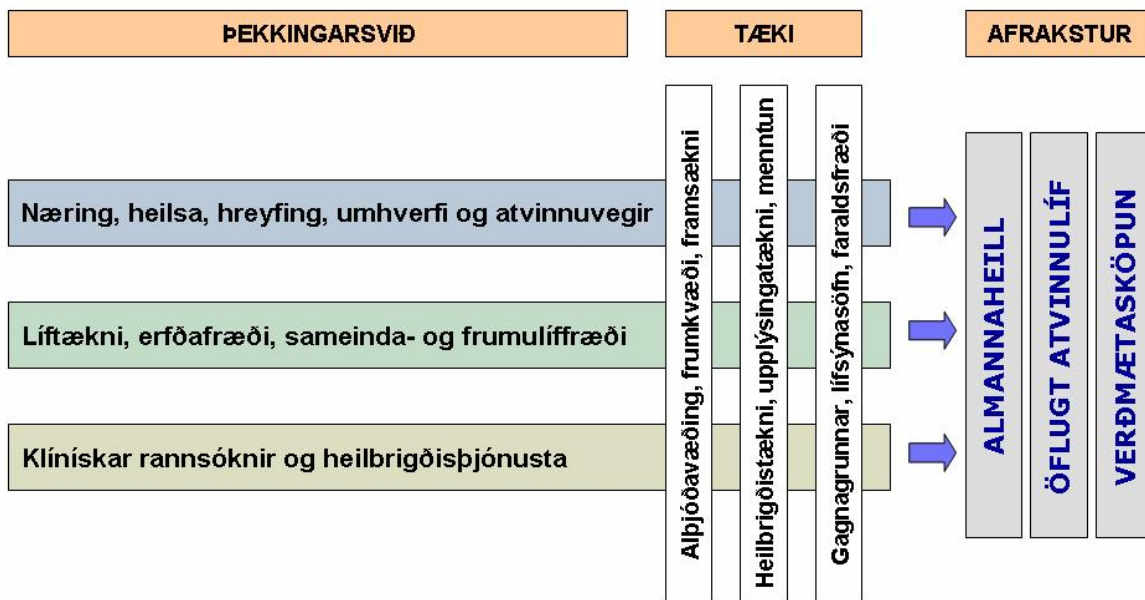 ÞEKKINGARSVIÐ
TÆKI
AFRAKSTUR
Næring, heilsa, hreyfing, umhverfi og atvinnuvegir
Líftækni, erfðafræði, sameinda- og frumulíffræði
Klínískar rannsóknir og heilbrigðisþjónusta
Alþjóðavæðing, frumkvæði, framsækni
Heilbrigðistækni, upplýsingatækni, menntun
Gagnagrunnar, lífsýnasöfn, faraldsfræði
ALMANNAHEILL
ÖFLUGT ATVINNULÍF
VERÐMÆTASKÖPUN